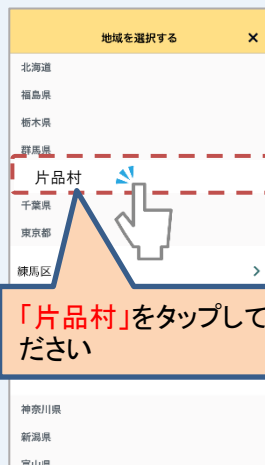 地域を選択する ×
北海道
福島県
栃木県
群馬県
片品村
千葉県
東京都
練馬区 >
「片品村」をタップして
ださい
神奈川県
新潟県
富山県